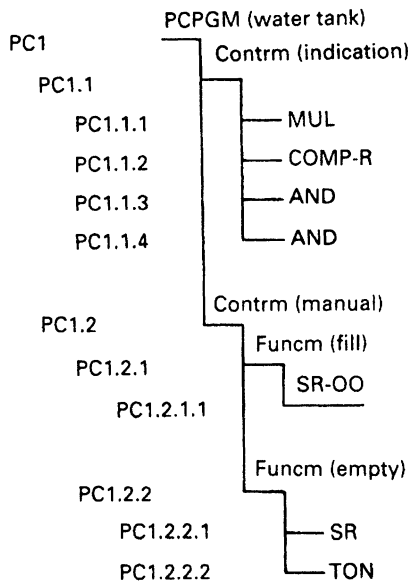 PCPGM (water tank)
PC1
Contrm (indication)
PC1.1
PC1.1.1 MUL
PC1.1.2 COMP-R
PC1.1.3 AND
PC1.1.4 AND
Contrm (manual)
PC1.2
Funcm (fill)
PC1.2.1
SR-OO
PC1.2.1.1
Funcm (empty)
PC1.2.2
PC1.2.2.1 SR
PC1.2.2.2 TON